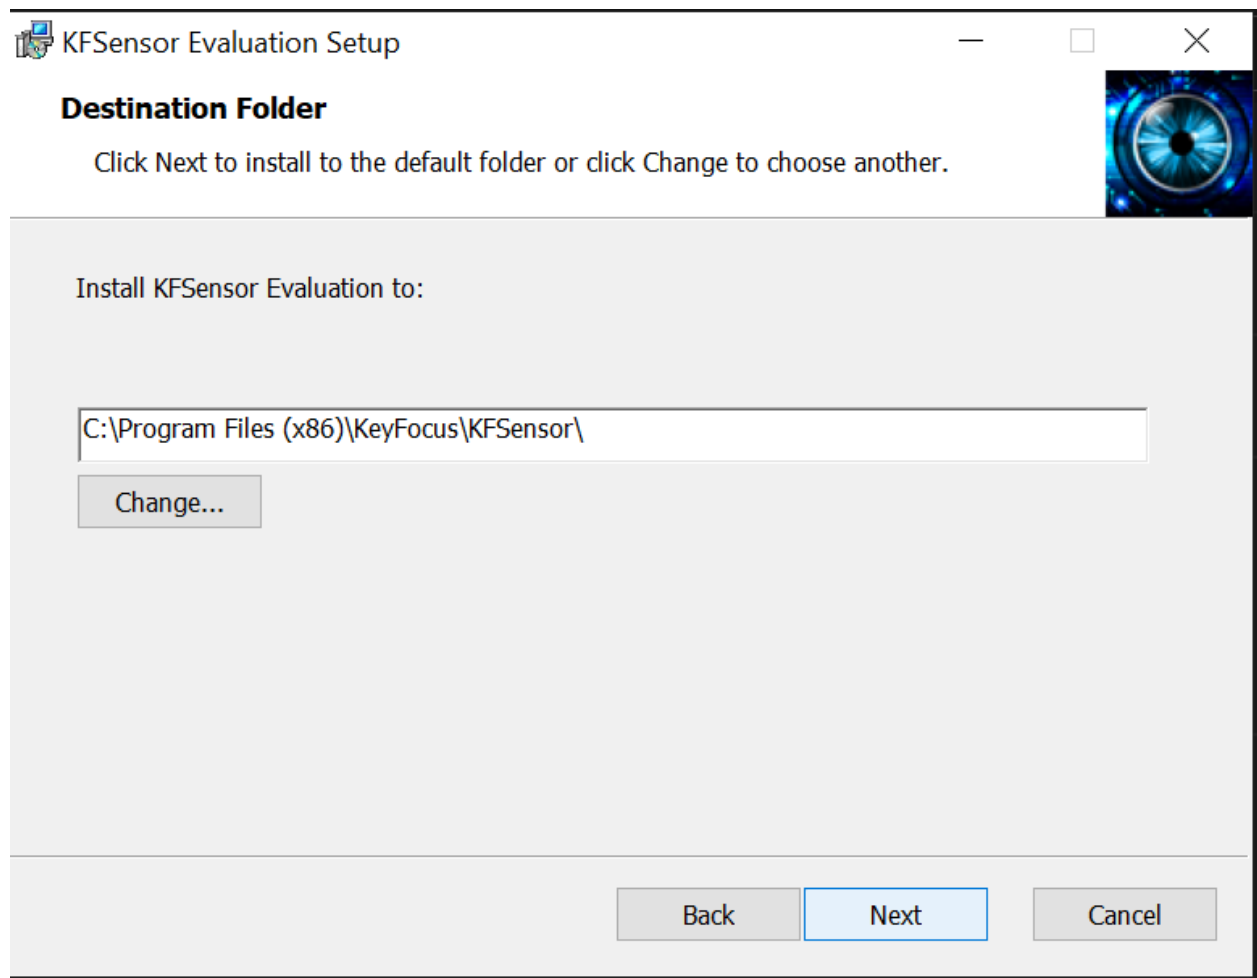 KFSensor Evaluation Setup
Destination Folder
Click Next to install to the default folder or click Change to choose another.
Install KFSensor Evaluation to:
C:\Program Files (x86)\KeyFocus\KFSensor\
Change...
Back Next Cancel